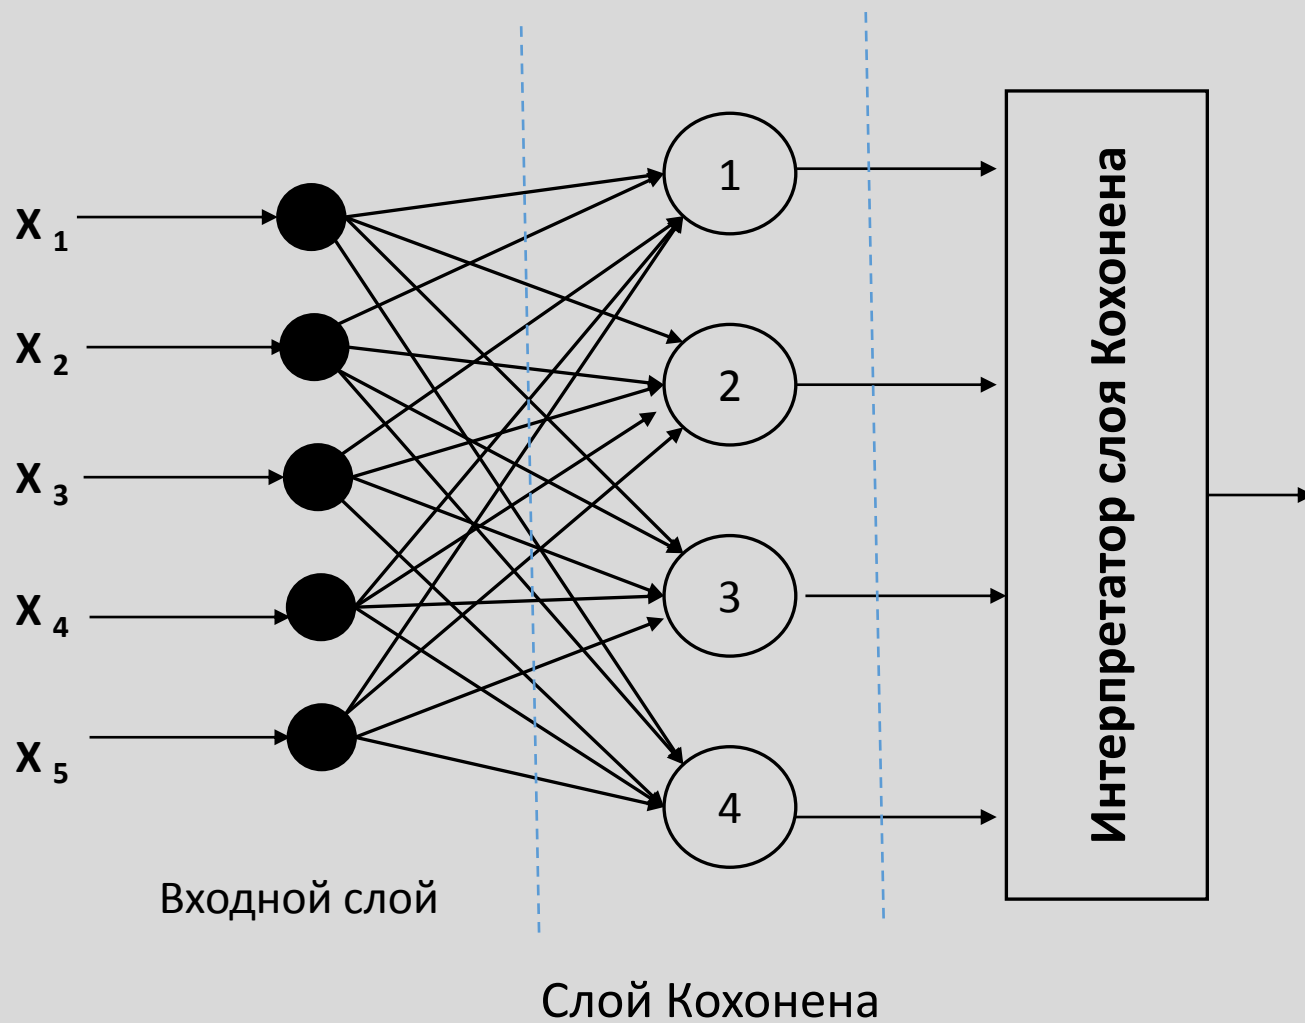 X 1
X 2
X 3
X 4
X 5
1
2
3
4
Интерпретатор слоя Кохонена
Входной слой
Слой Кохонена